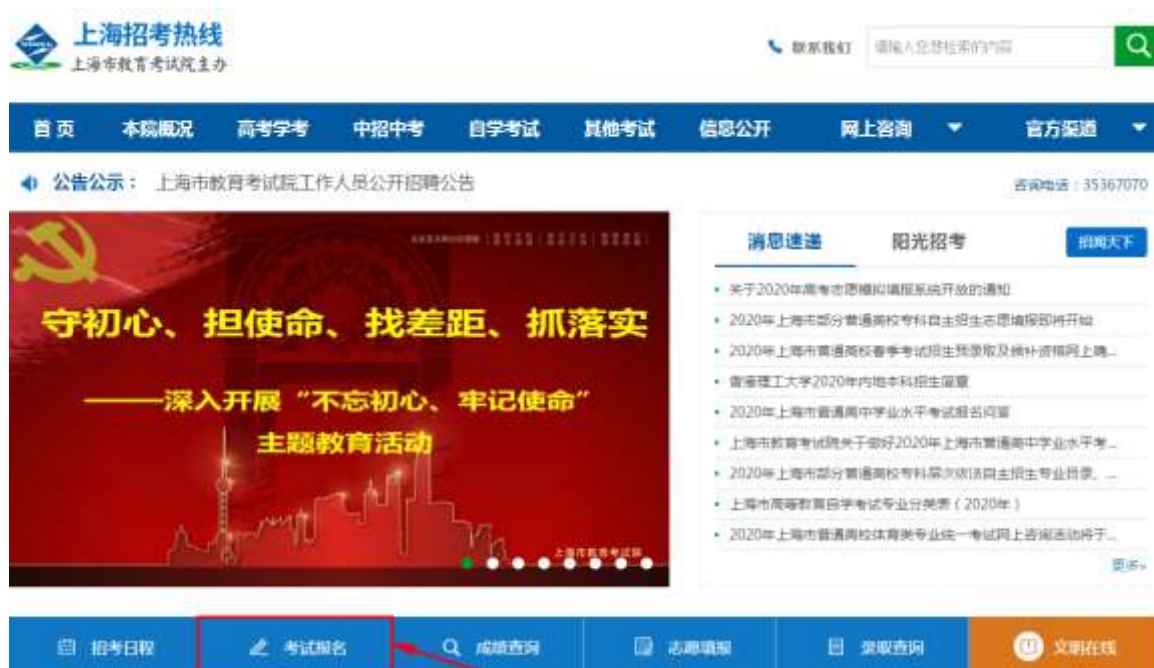 上海招考热线
上海市教育考试院主办
联系我们
请输入您想检索的内容
首页 本院概况 高考学考 中招中考 自学考试 其他考试 信息公开 网上咨询 官方渠道
公告公示： 上海市教育考试院工作人员公开招聘公告
咨询电话：35367070
守初心、担使命、找差距、抓落实
——深入开展“不忘初心、牢记使命”
主题教育活动
上海市教育考试院
消息速递 阳光招考 招闻天下
关于2020年高考志愿模拟填报系统开放的通知
2020年上海市部分普通高校专科自主招生志愿填报即将开始
2020年上海市普通高校春季考试招生预录取及候补资格网上确...
香港理工大学2020年内地本科招生简章
2020年上海市普通高中学业水平考试报名问答
上海市教育考试院关于做好2020年上海市普通高中学业水平考...
2020年上海市部分普通高校专科层次依法自主招生专业目录、...
上海市高等教育自学考试专业分类表（2020年）
2020年上海市普通高校体育类专业统一考试网上咨询活动将于...
更多»
招考日程 考试报名 成绩查询 志愿填报 录取查询 文明在线